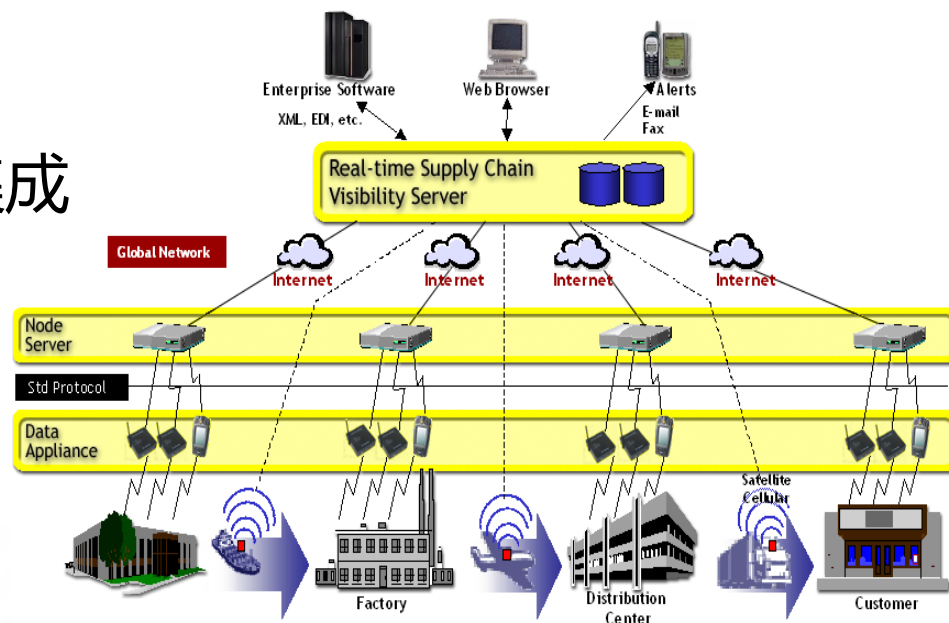 Enterprise Software
Web Browser
Alerts
XML, EDI, etc.
E-mail
Fax
成
Real-time Supply Chain
Visibility Server
Global Network
Internet
Internet
Internet
Internet
Node
Server
Std Protocol
Data
Appliance
Satellite
Cellular
Factory
Distribution
Center
Customer